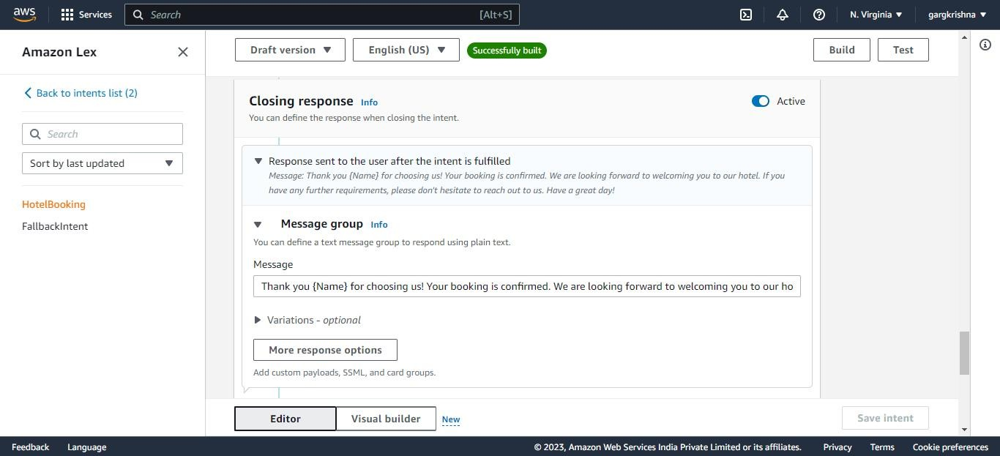 aws
Services
Search
[Alt+S]
N. Virginia
gargkrishna
Amazon Lex
Back to intents list (2)
Search
Sort by last updated
HotelBooking
FallbackIntent
Draft version
English (US)
Successfully built
Build
Test
Closing response Info
Active
You can define the response when closing the intent.
Response sent to the user after the intent is fulfilled
Message: Thank you {Name} for choosing us! Your booking is confirmed. We are looking forward to welcoming you to our hotel. If you
have any further requirements, please don't hesitate to reach out to us. Have a great day!
Message group Info
You can define a text message group to respond using plain text.
Message
Thank you {Name} for choosing us! Your booking is confirmed. We are looking forward to welcoming you to our ho
Variations - optional
More response options
Add custom payloads, SSML, and card groups.
Editor
Visual builder
New
Save intent
Feedback
Language
© 2023, Amazon Web Services India Private Limited or its affiliates.
Privacy
Terms
Cookie preferences